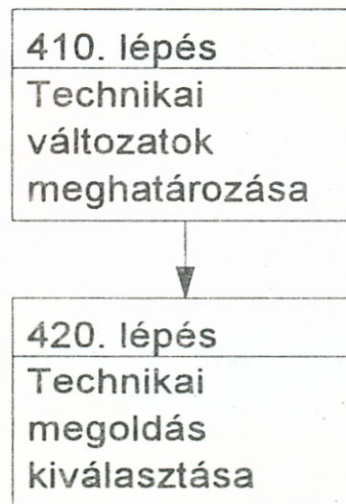 410. lépés
Technikai
változatok
meghatározása
420. lépés
Technikai
megoldás
kiválasztása